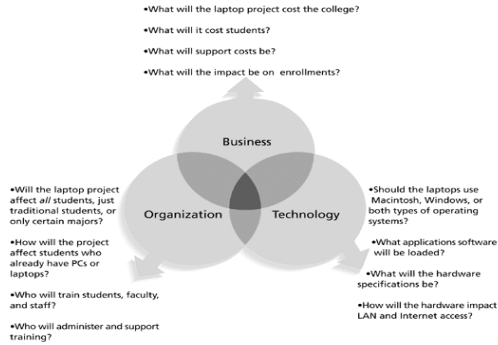 •What will the laptop project cost the college?
•What will it cost students?
•What will support costs be?
•What will the impact be on enrollments?
Business
Organization
Technology
•Will the laptop project
affect all students, just
traditional students, or
only certain majors?
•How will the project
affect students who
already have PCs or
laptops?
•Who will train students, faculty,
and staff?
•Who will administer and support
training?
•Should the laptops use
Macintosh, Windows, or
both types of operating
systems?
•What applications software
will be loaded?
•What will the hardware
specifications be?
•How will the hardware impact
LAN and Internet access?